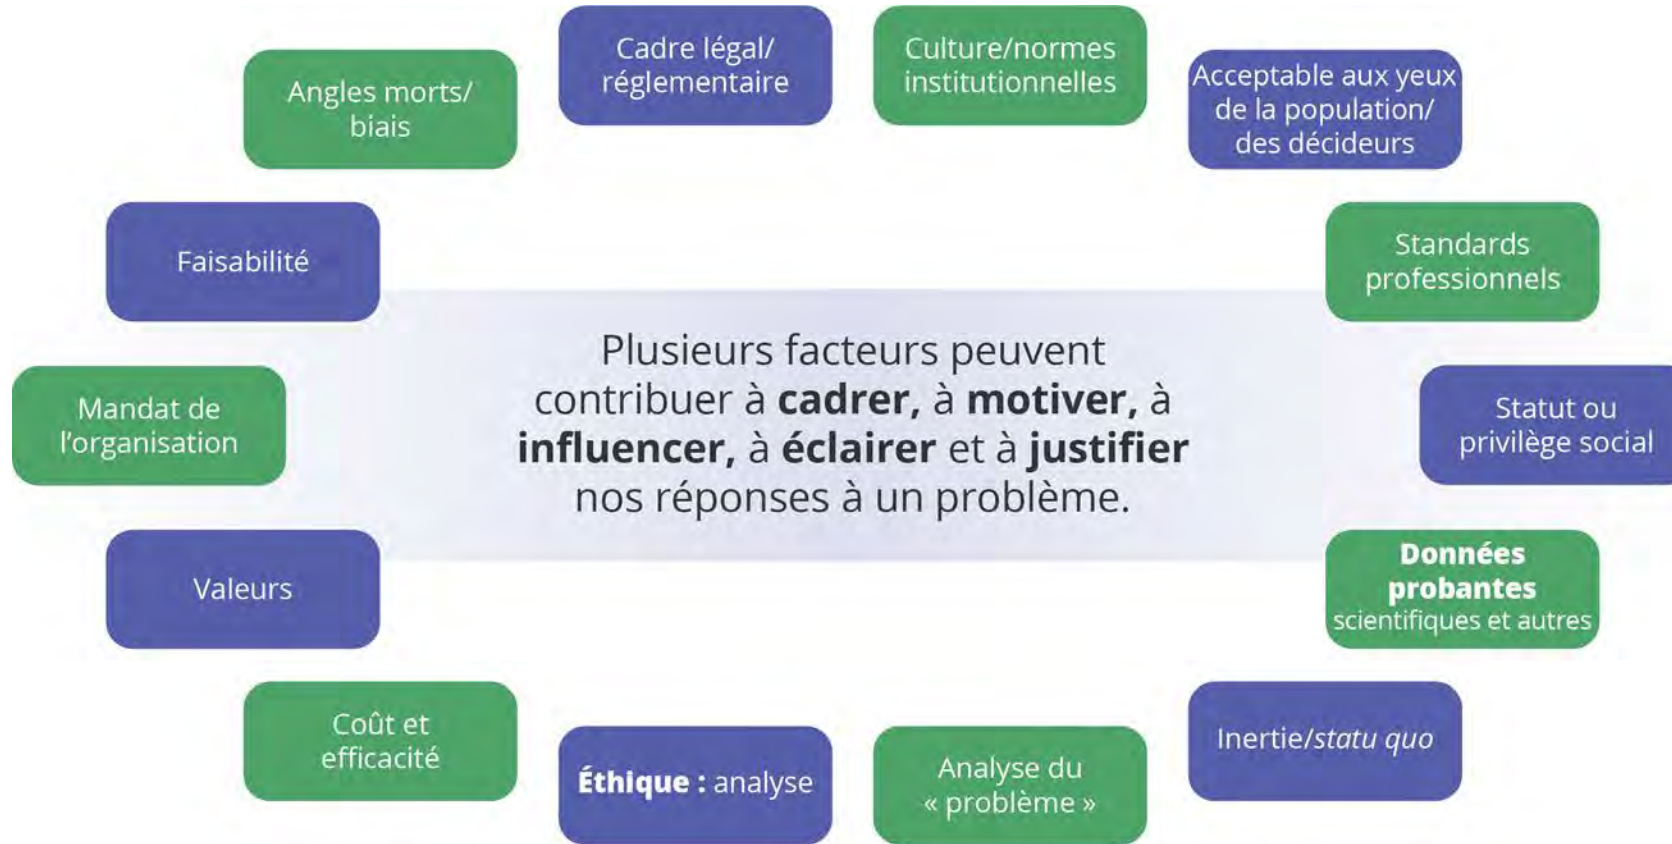 Cadre légal/
réglementaire
Culture/normes
institutionnelles
Acceptable aux yeux
de la population/
des décideurs
Standards
professionnels
Statut ou
privilège social
Données
probantes
scientifiques et autres
Inertie/statu quo
Analyse du
« problème »
Éthique : analyse
Coût et
efficacité
Valeurs
Mandat de
l’organisation
Faisabilité
Angles morts/
biais
Plusieurs facteurs peuvent
contribuer à cadrer, à motiver, à
influencer, à éclairer et à justifier
nos réponses à un problème.